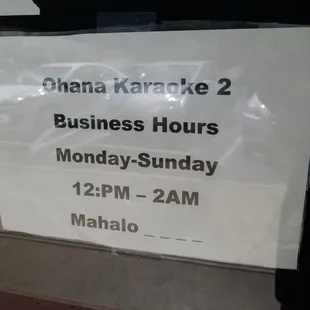 Ohana Karaoke 2
Business Hours
Monday-Sunday
12:PM – 2AM
Mahalo _ _ _ _